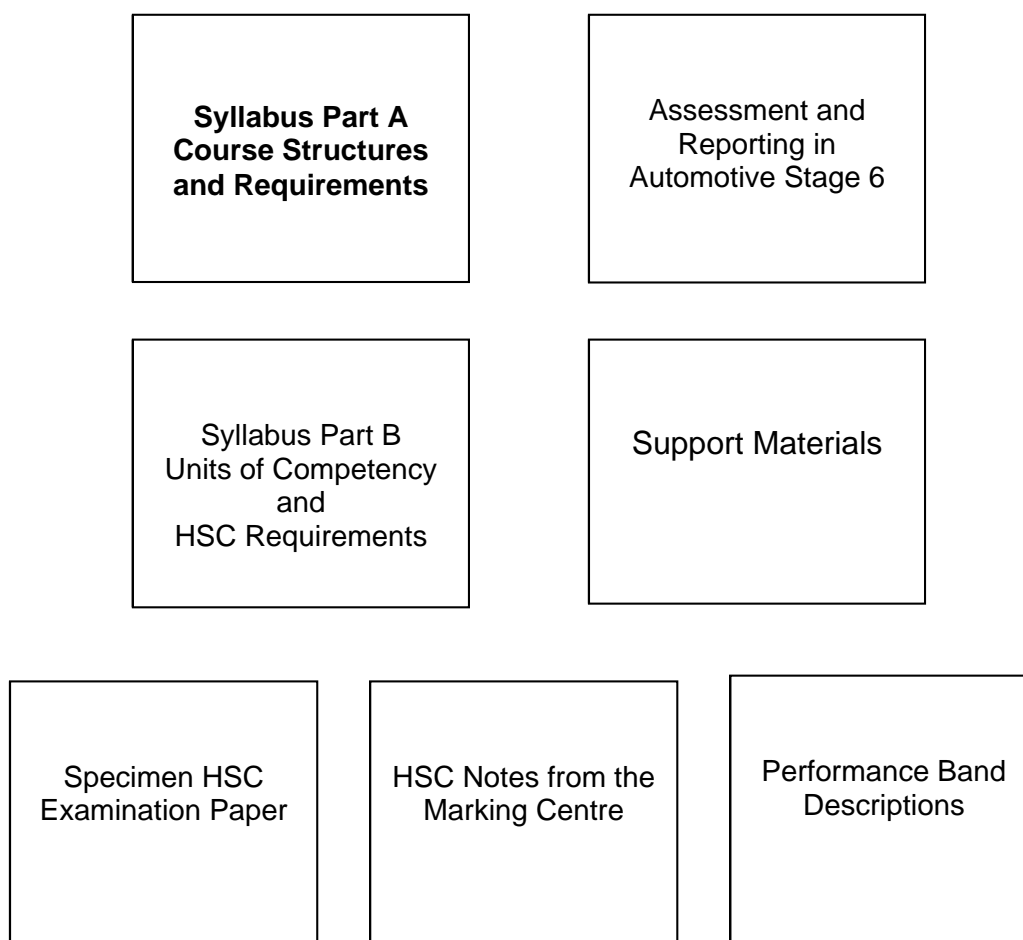 Syllabus Part A
Course Structures
and Requirements
Assessment and
Reporting in
Automotive Stage 6
Syllabus Part B
Units of Competency
and
HSC Requirements
Support Materials
Specimen HSC
Examination Paper
HSC Notes from the
Marking Centre
Performance Band
Descriptions